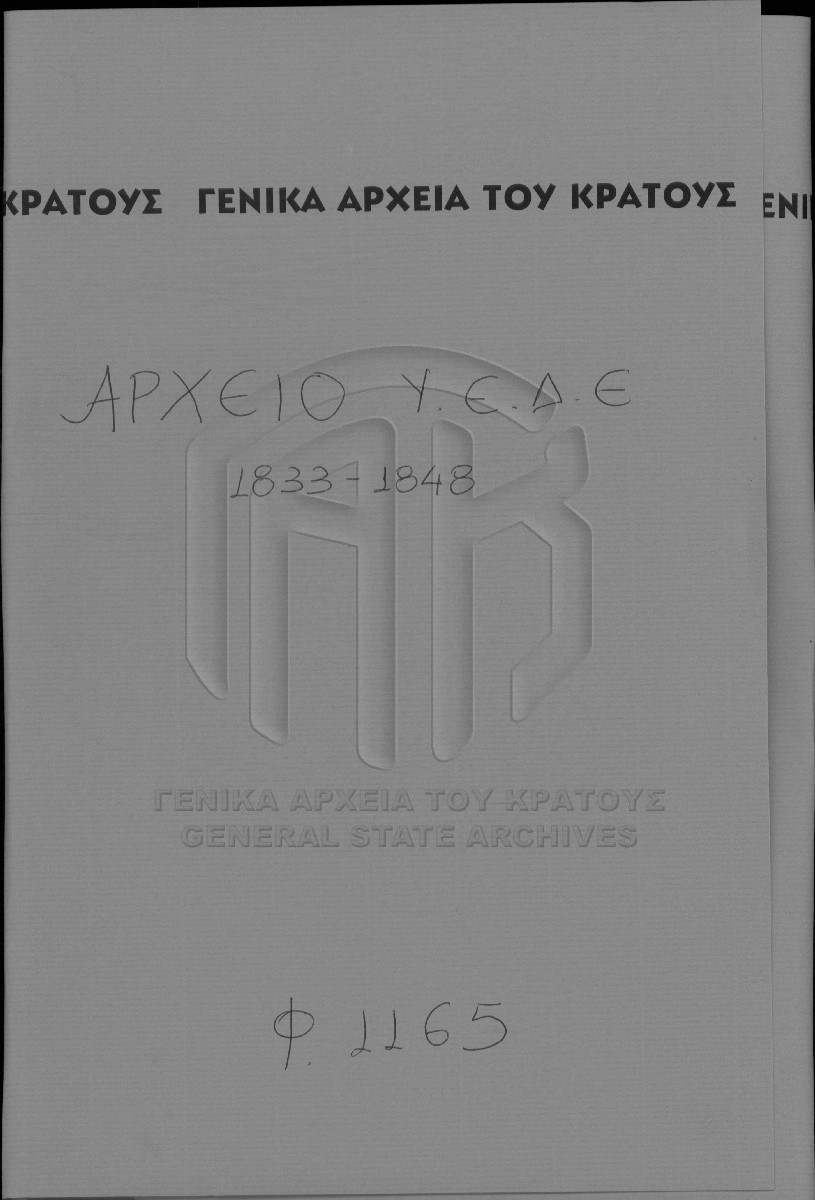 ΚΡΑΤΟΥΣ ΓΕΝΙΚΑ ΑΡΧΕΙΑ ΤΟΥ ΚΡΑΤΟΥΣ ΕΝΙ
ΑΡΧΕΙΟ Υ.Ε.Δ.Ε
1833-1848
ΓΕΝΙΚΑ ΑΡΧΕΙΑ ΤΟΥ ΚΡΑΤΟΥΣ
GENERAL STATE ARCHIVES
Φ. 1165